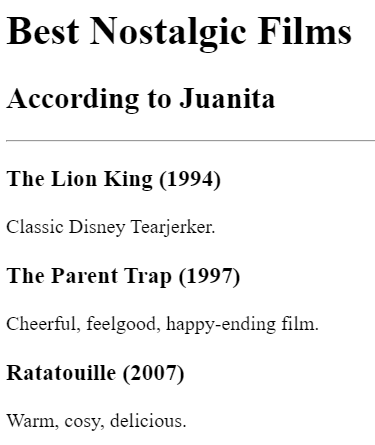 Best Nostalgic Films
According to Juanita
The Lion King (1994)
Classic Disney Tearjerker.
The Parent Trap (1997)
Cheerful, feelgood, happy-ending film.
Ratatouille (2007)
Warm, cosy, delicious.